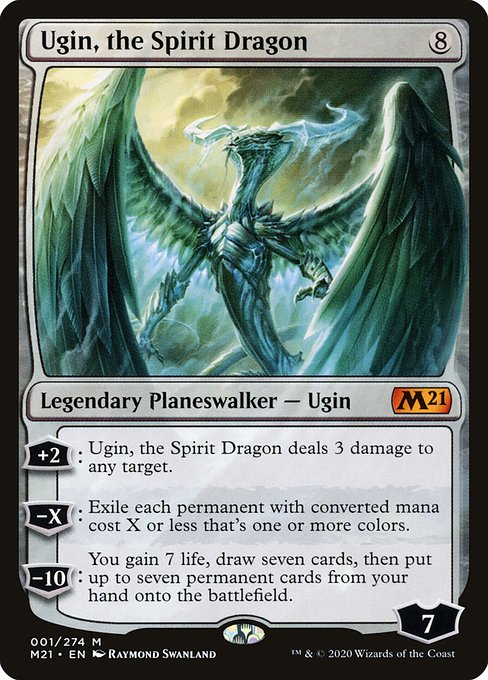 Ugin, the Spirit Dragon 8
Legendary Planeswalker — Ugin M21
+2 : Ugin, the Spirit Dragon deals 3 damage to
any target.
−X : Exile each permanent with converted mana
cost X or less that's one or more colors.
−10 : You gain 7 life, draw seven cards, then put
up to seven permanent cards from your
hand onto the battlefield.
7
001/274 M
M21 • EN Raymond Swanland
™ & © 2020 Wizards of the Coast